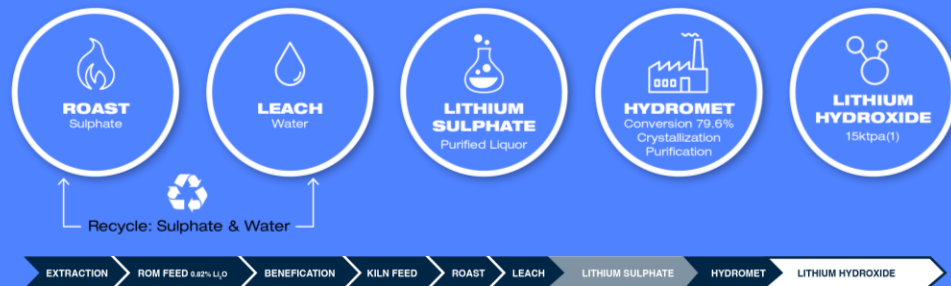 ROAST
Sulphate
LEACH
Water
LITHIUM
SULPHATE
Purified Liquor
HYDROMET
Conversion 79.6%
Crystallization
Purification
LITHIUM
HYDROXIDE
15ktpa(1)
Recycle: Sulphate & Water
EXTRACTION
ROM FEED 0.82% Li₂O
BENEFICATION
KILN FEED
ROAST
LEACH
LITHIUM SULPHATE
HYDROMET
LITHIUM HYDROXIDE